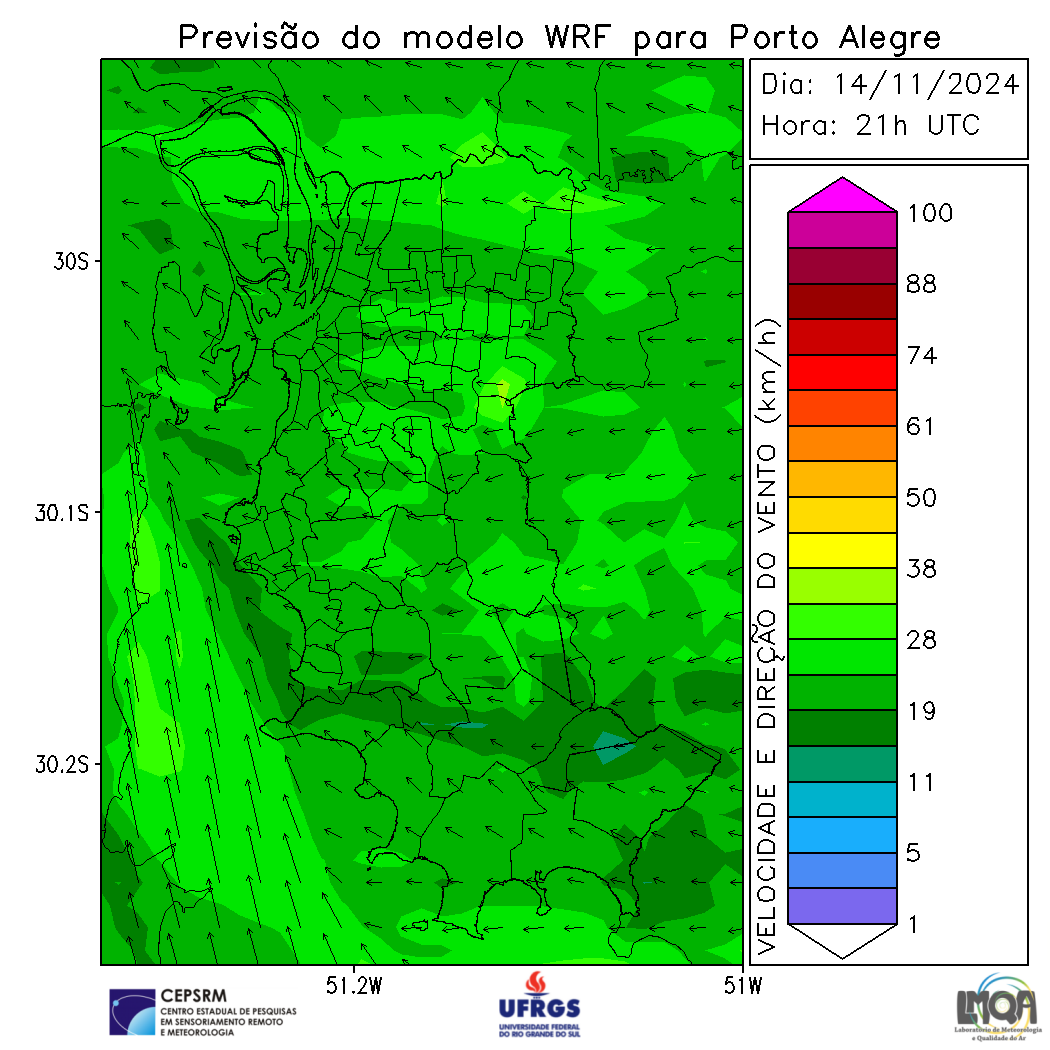 Previsão do modelo WRF para Porto Alegre
Dia: 14/11/2024
Hora: 21h UTC
30S
30.1S
30.2S
51.2W
51W
VELOCIDADE E DIREÇÃO DO VENTO (km/h)
100
88
74
61
50
38
28
19
11
5
1
CEPSRM
CENTRO ESTADUAL DE PESQUISAS
EM SENSORIAMENTO REMOTO
E METEOROLOGIA
UFRGS
UNIVERSIDADE FEDERAL
DO RIO GRANDE DO SUL
LMQA
Laboratório de Meteorologia
e Qualidade do Ar